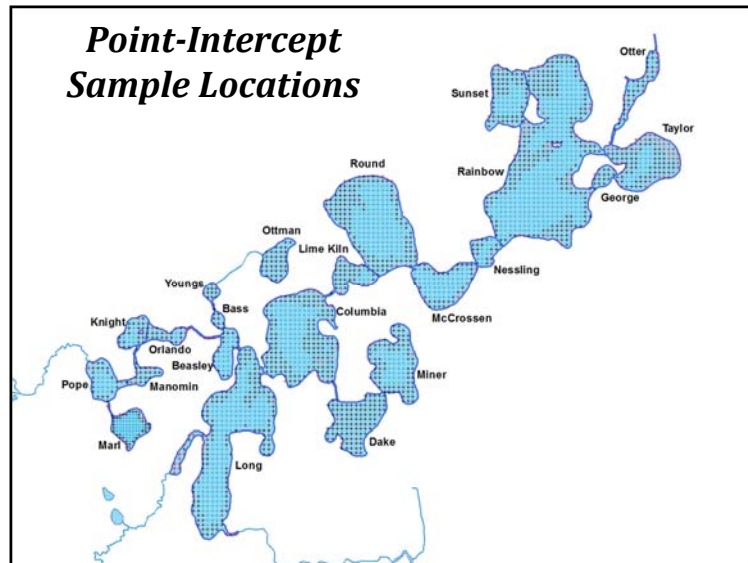 Point-Intercept
Sample Locations
Otter
Sunset
Taylor
Round
Rainbow
George
Ottman
Lime Kiln
Nessling
Youngs
Bass
Columbia
McCrossen
Knight
Orlando
Beasley
Miner
Pope
Manomin
Marl
Dake
Long